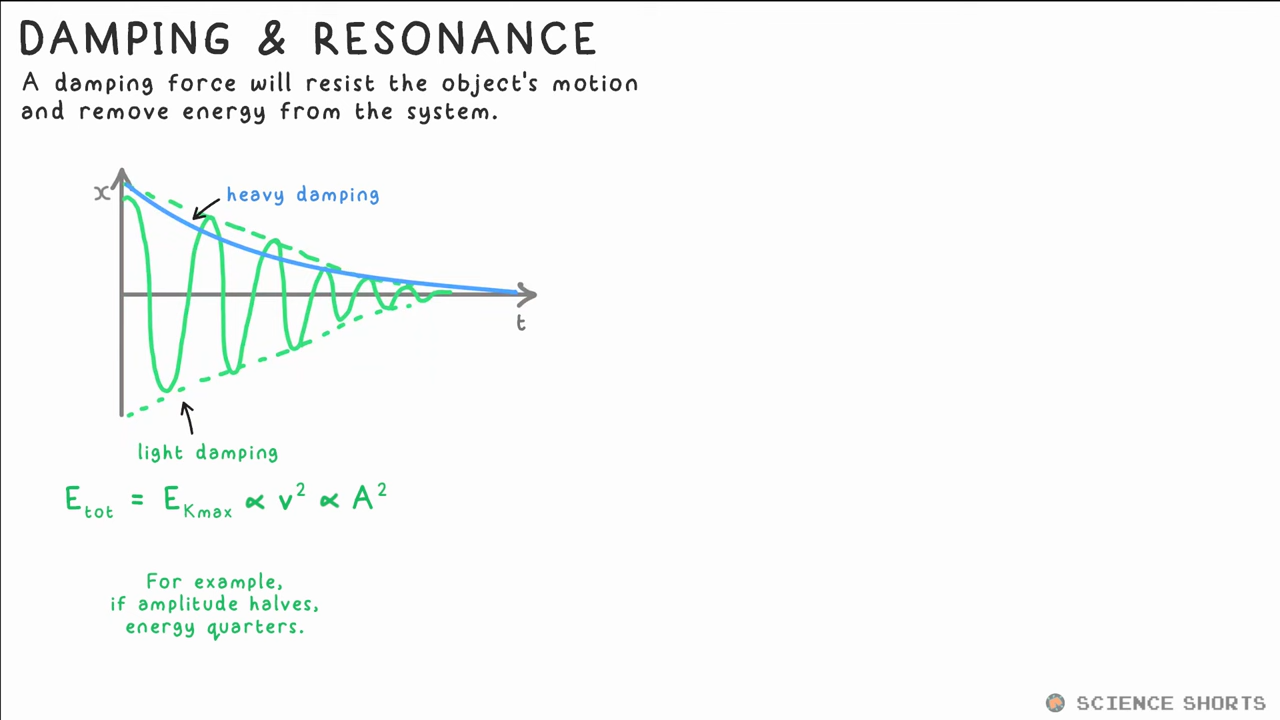 DAMPING & RESONANCE
A damping force will resist the object's motion
and remove energy from the system.
x
heavy damping
t
light damping
E_tot = E_Kmax ∝ v² ∝ A²
For example,
if amplitude halves,
energy quarters.
SCIENCE SHORTS